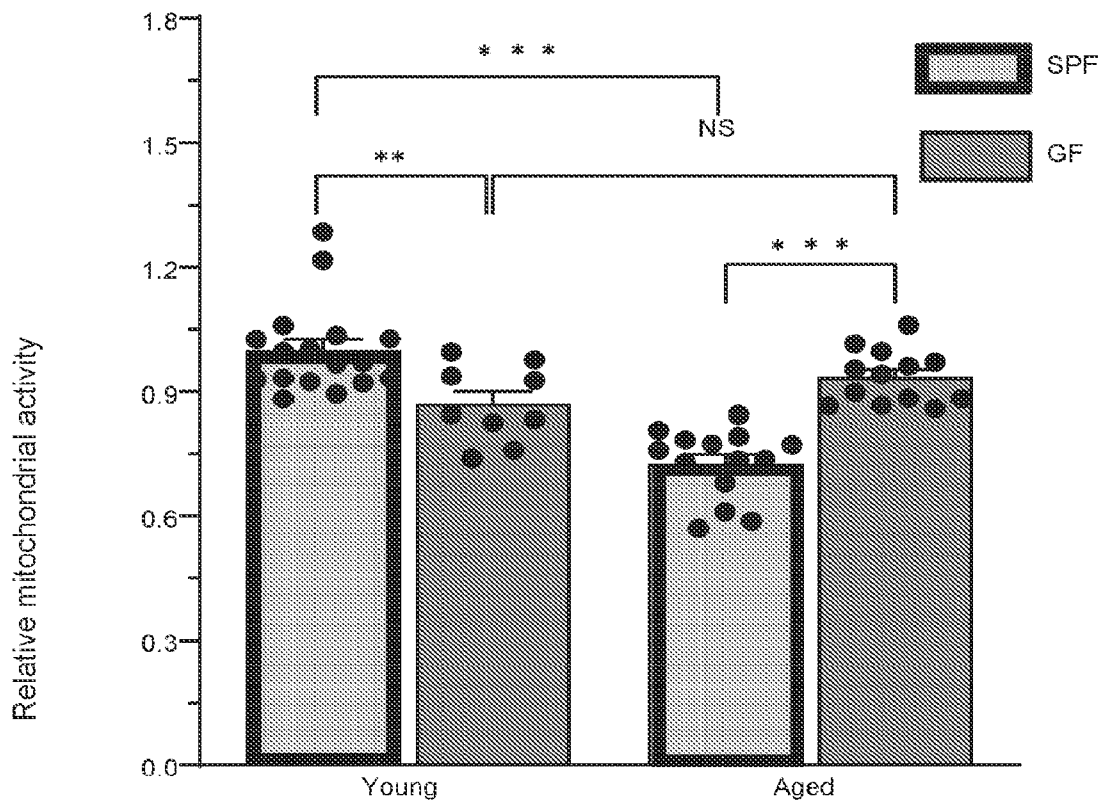 1.8
* * *
SPF
NS
1.5
**
GF
1.2
* * *
0.9
0.6
0.3
0.0
Relative mitochondrial activity
Young
Aged